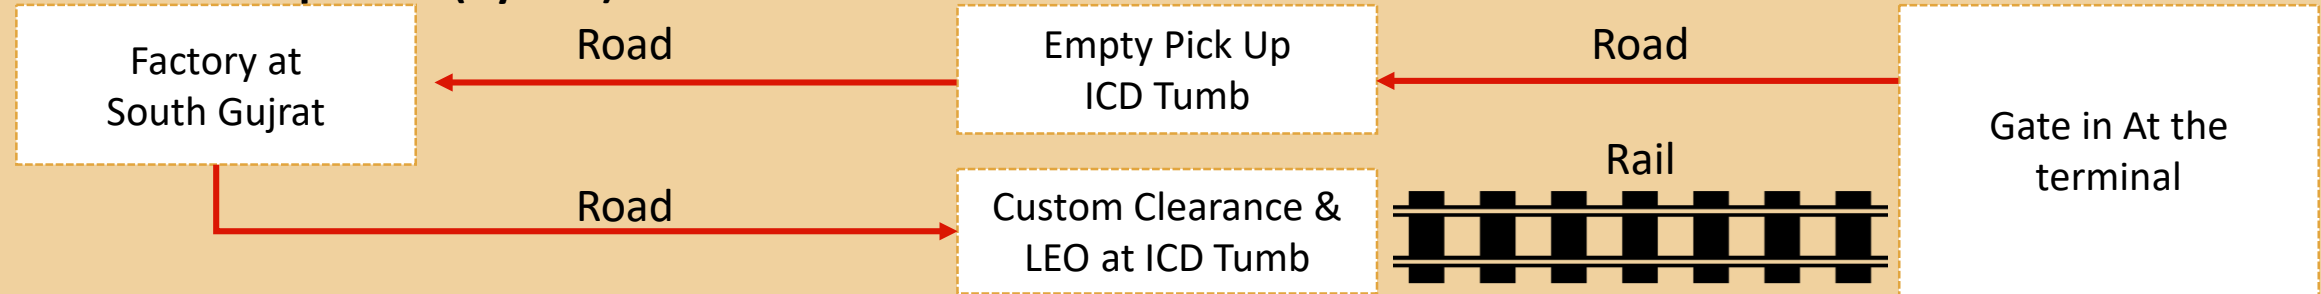 Factory at
South Gujrat
Road
Empty Pick Up
ICD Tumb
Road
Gate in At the
terminal
Road
Custom Clearance &
LEO at ICD Tumb
Rail